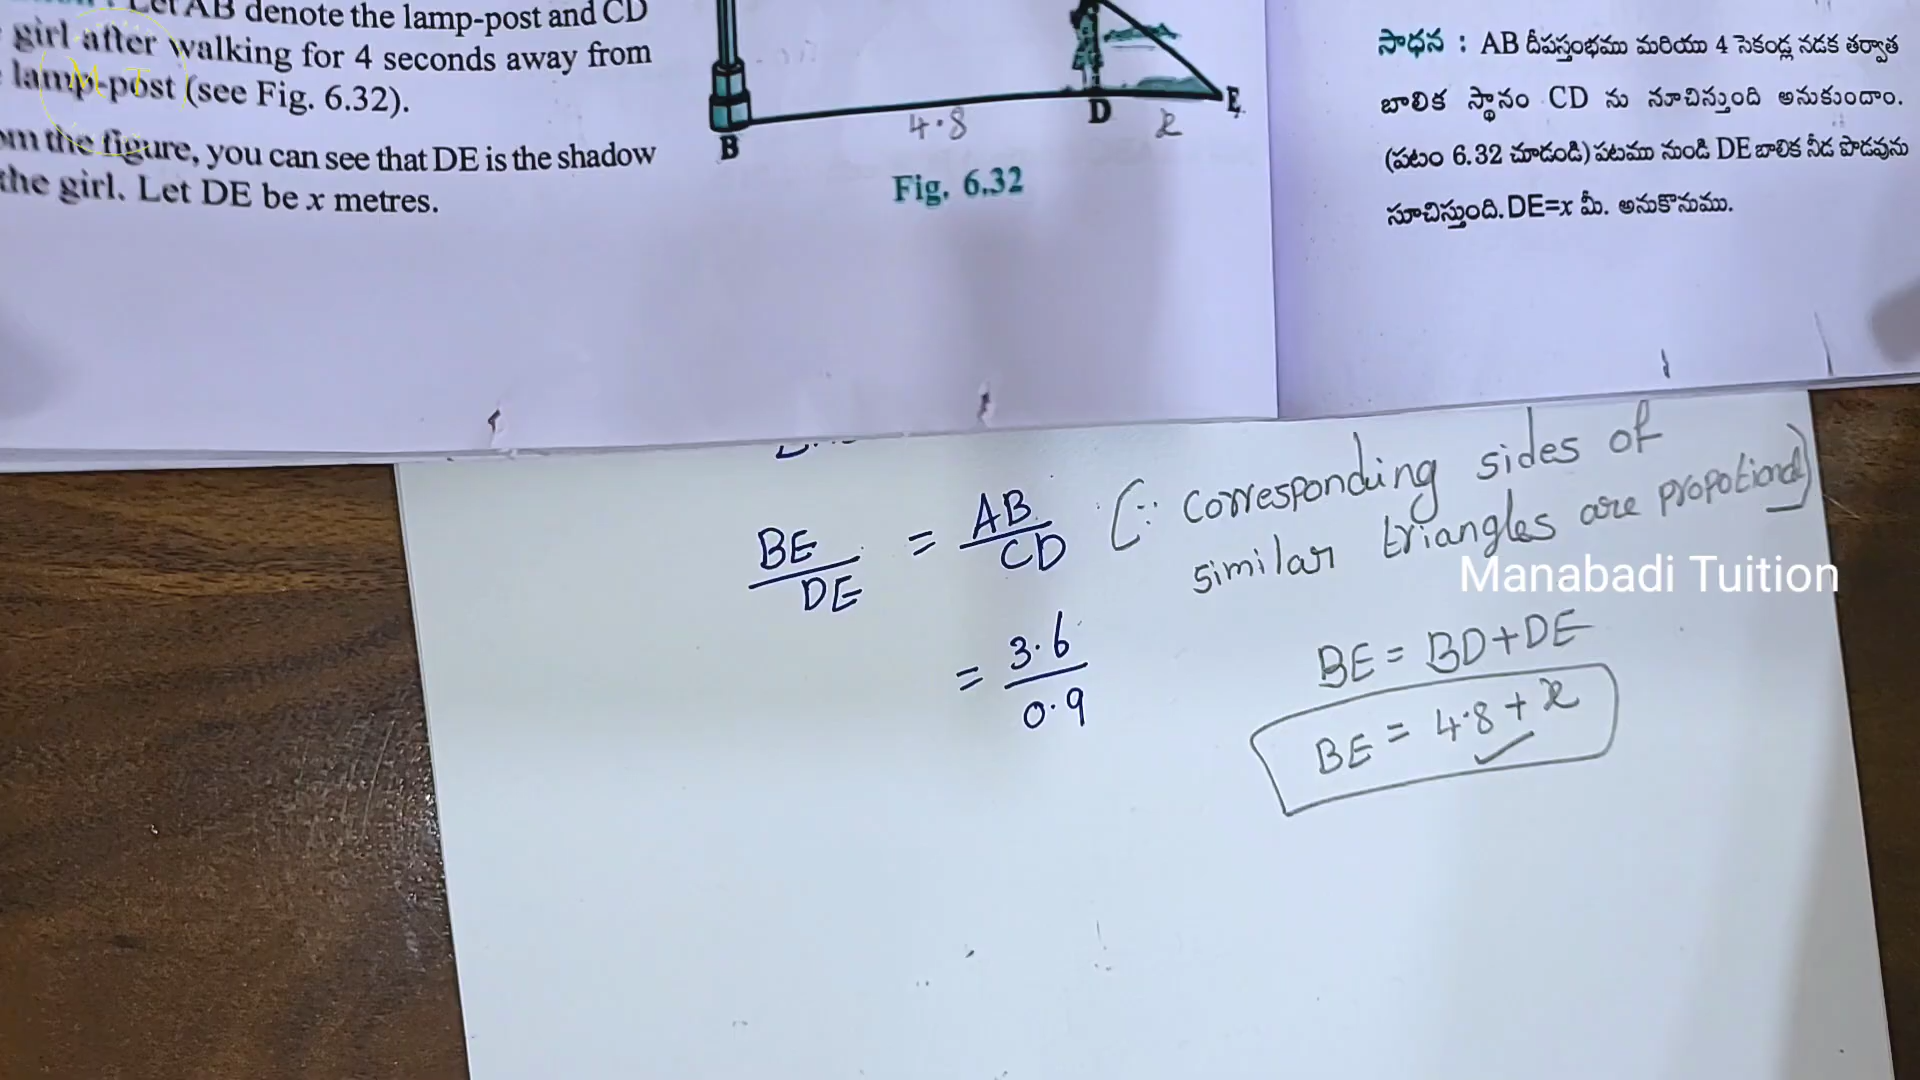 Let AB denote the lamp-post and CD
girl after walking for 4 seconds away from
lamp-post (see Fig. 6.32).
om the figure, you can see that DE is the shadow
the girl. Let DE be x metres.
M T
4.8
x
B
D
E
Fig. 6.32
సాధన : AB దీపస్తంభము మరియు 4 సెకండ్ల నడక తర్వాత
బాలిక స్థానం CD ను సూచిస్తుంది అనుకుందాం.
(పటం 6.32 చూడండి) పటము నుండి DE బాలిక నీడ పొడవును
సూచిస్తుంది. DE=x మీ. అనుకొనుము.
BE/DE = AB/CD (∵ corresponding sides of
similar triangles are propotional)
Manabadi Tuition
= 3.6/0.9
BE = BD+DE
BE = 4.8 + x